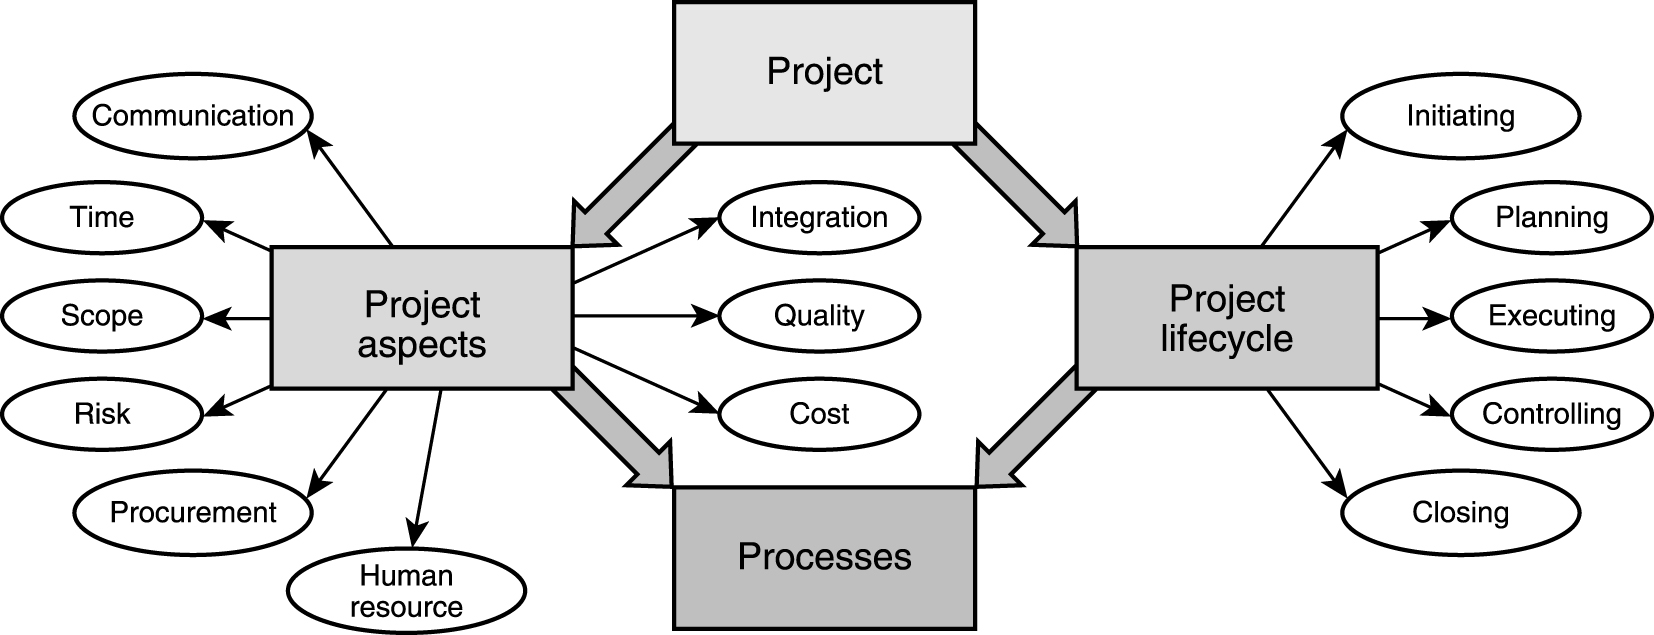 Project
Communication
Initiating
Time
Integration
Planning
Project
aspects
Project
lifecycle
Scope
Quality
Executing
Risk
Cost
Controlling
Procurement
Closing
Processes
Human
resource